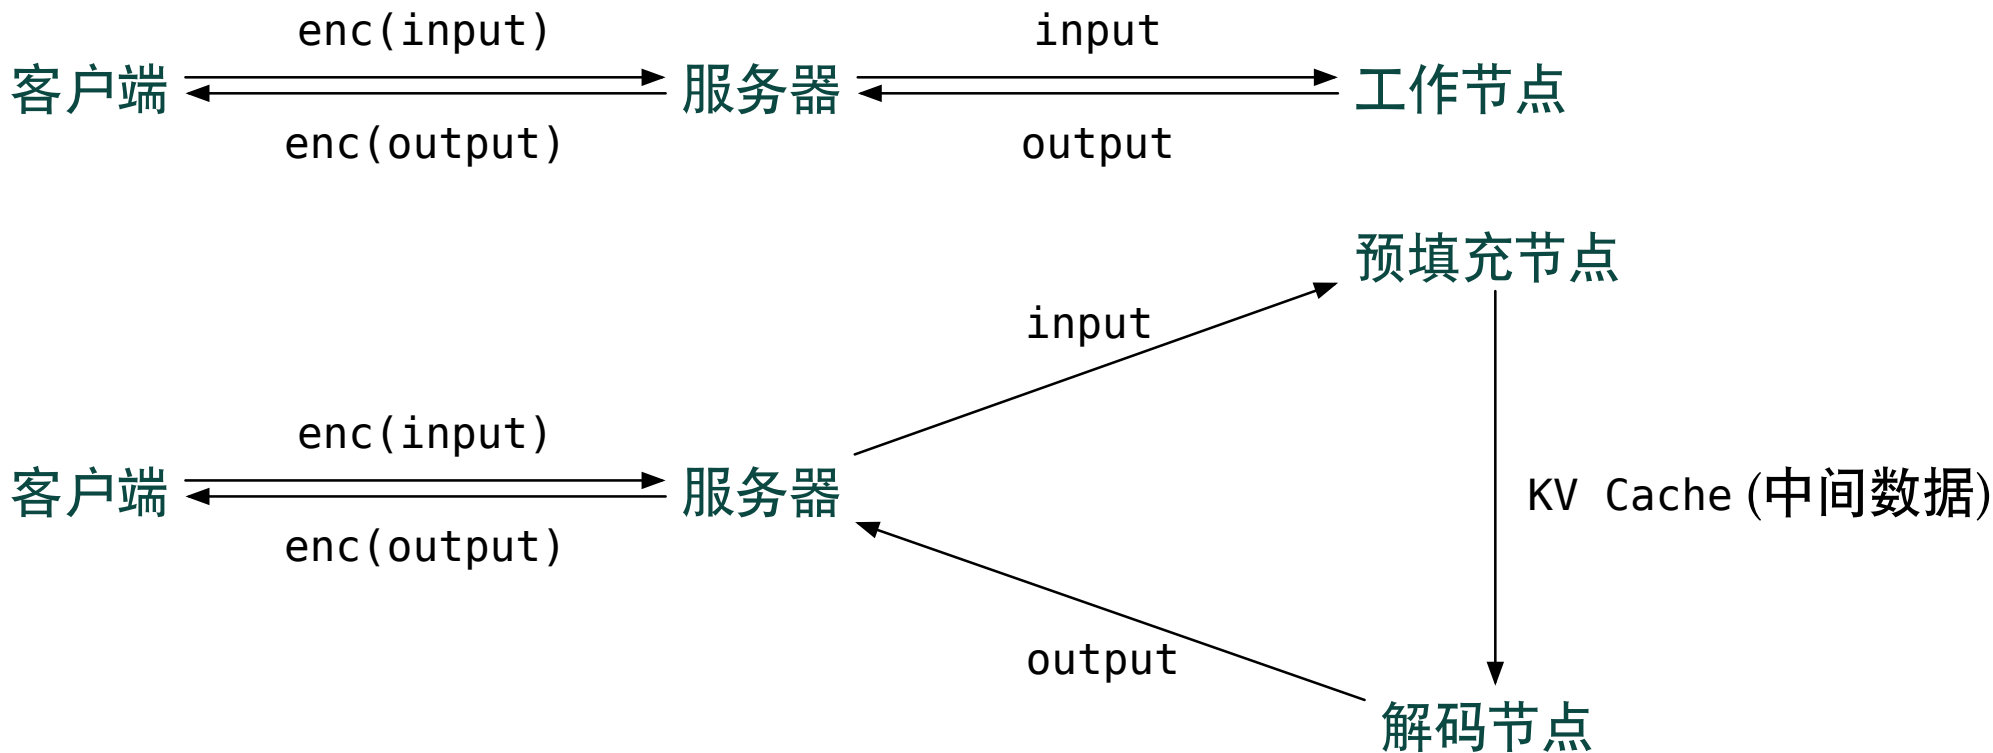 enc(input)
input
客户端
服务器
工作节点
enc(output)
output
预填充节点
input
enc(input)
客户端
服务器
KV Cache (中间数据)
enc(output)
output
解码节点